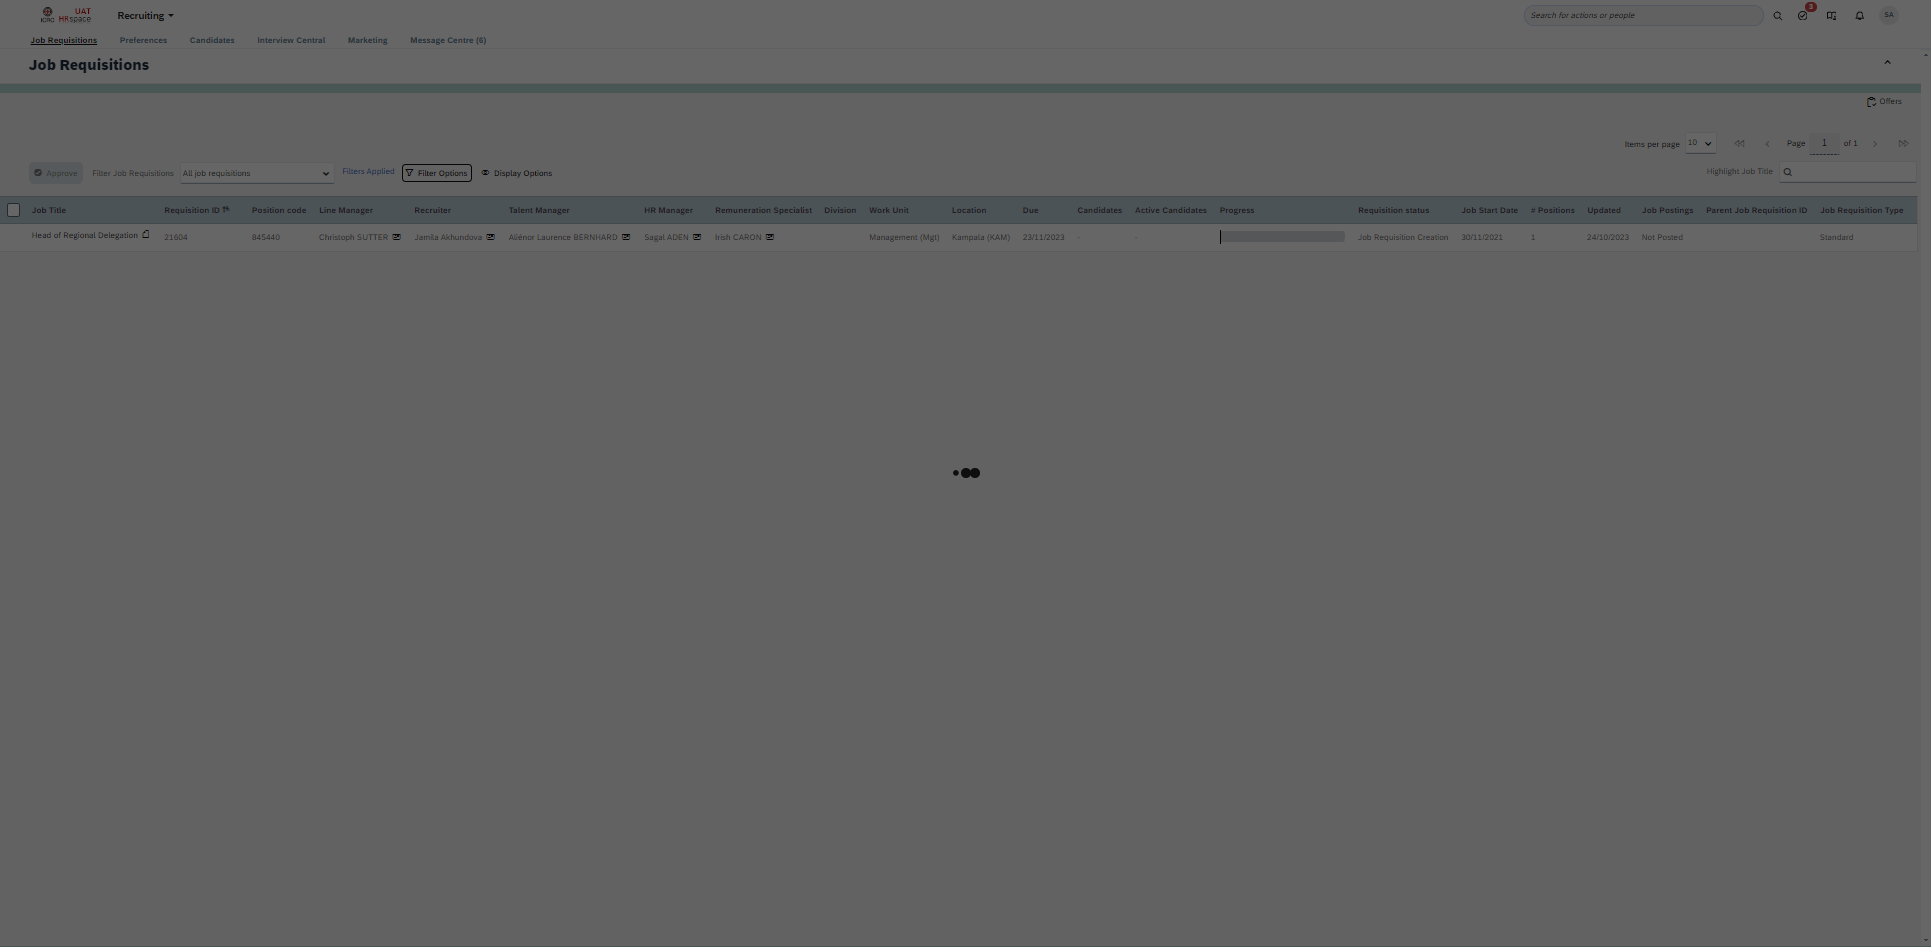 UAT
ICRC HRspace
Recruiting
Search for actions or people
3
SA
Job Requisitions Preferences Candidates Interview Central Marketing Message Centre (6)
Job Requisitions
Offers
Items per page 10 Page 1 of 1
Approve Filter Job Requisitions All job requisitions Filters Applied Filter Options Display Options Highlight Job Title
Job Title Requisition ID Position code Line Manager Recruiter Talent Manager HR Manager Remuneration Specialist Division Work Unit Location Due Candidates Active Candidates Progress Requisition status Job Start Date # Positions Updated Job Postings Parent Job Requisition ID Job Requisition Type
Head of Regional Delegation 21604 845440 Christoph SUTTER Jamila Akhundova Aliénor Laurence BERNHARD Sagal ADEN Irish CARON Management (Mgt) Kampala (KAM) 23/11/2023 - - Job Requisition Creation 30/11/2021 1 24/10/2023 Not Posted Standard